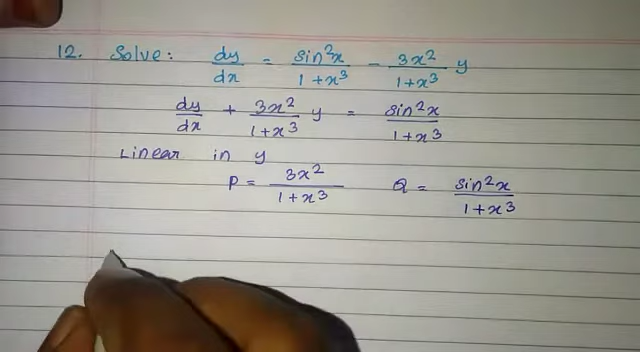 12. Solve: dy/dx = sin²x/1+x³ - 3x²/1+x³ y
dy/dx + 3x²/1+x³ y = sin²x/1+x³
Linear in y
P = 3x²/1+x³ Q = sin²x/1+x³